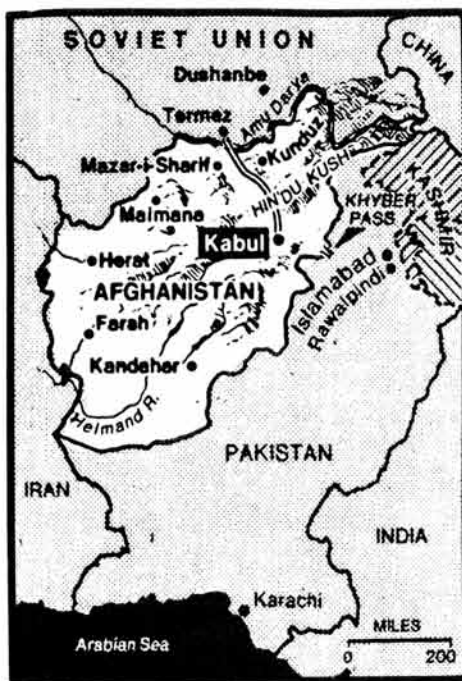 SOVIET UNION
CHINA
Dushanbe
Termez
Amu Darya
Kunduz
Mazar-i-Sharif
HINDU KUSH
KASHMIR
Maimana
KHYBER
PASS
Kabul
Herat
Islamabad
Rawalpindi
AFGHANISTAN
Farah
Kandahar
Helmand R.
PAKISTAN
IRAN
INDIA
Karachi
Arabian Sea
MILES
0 200